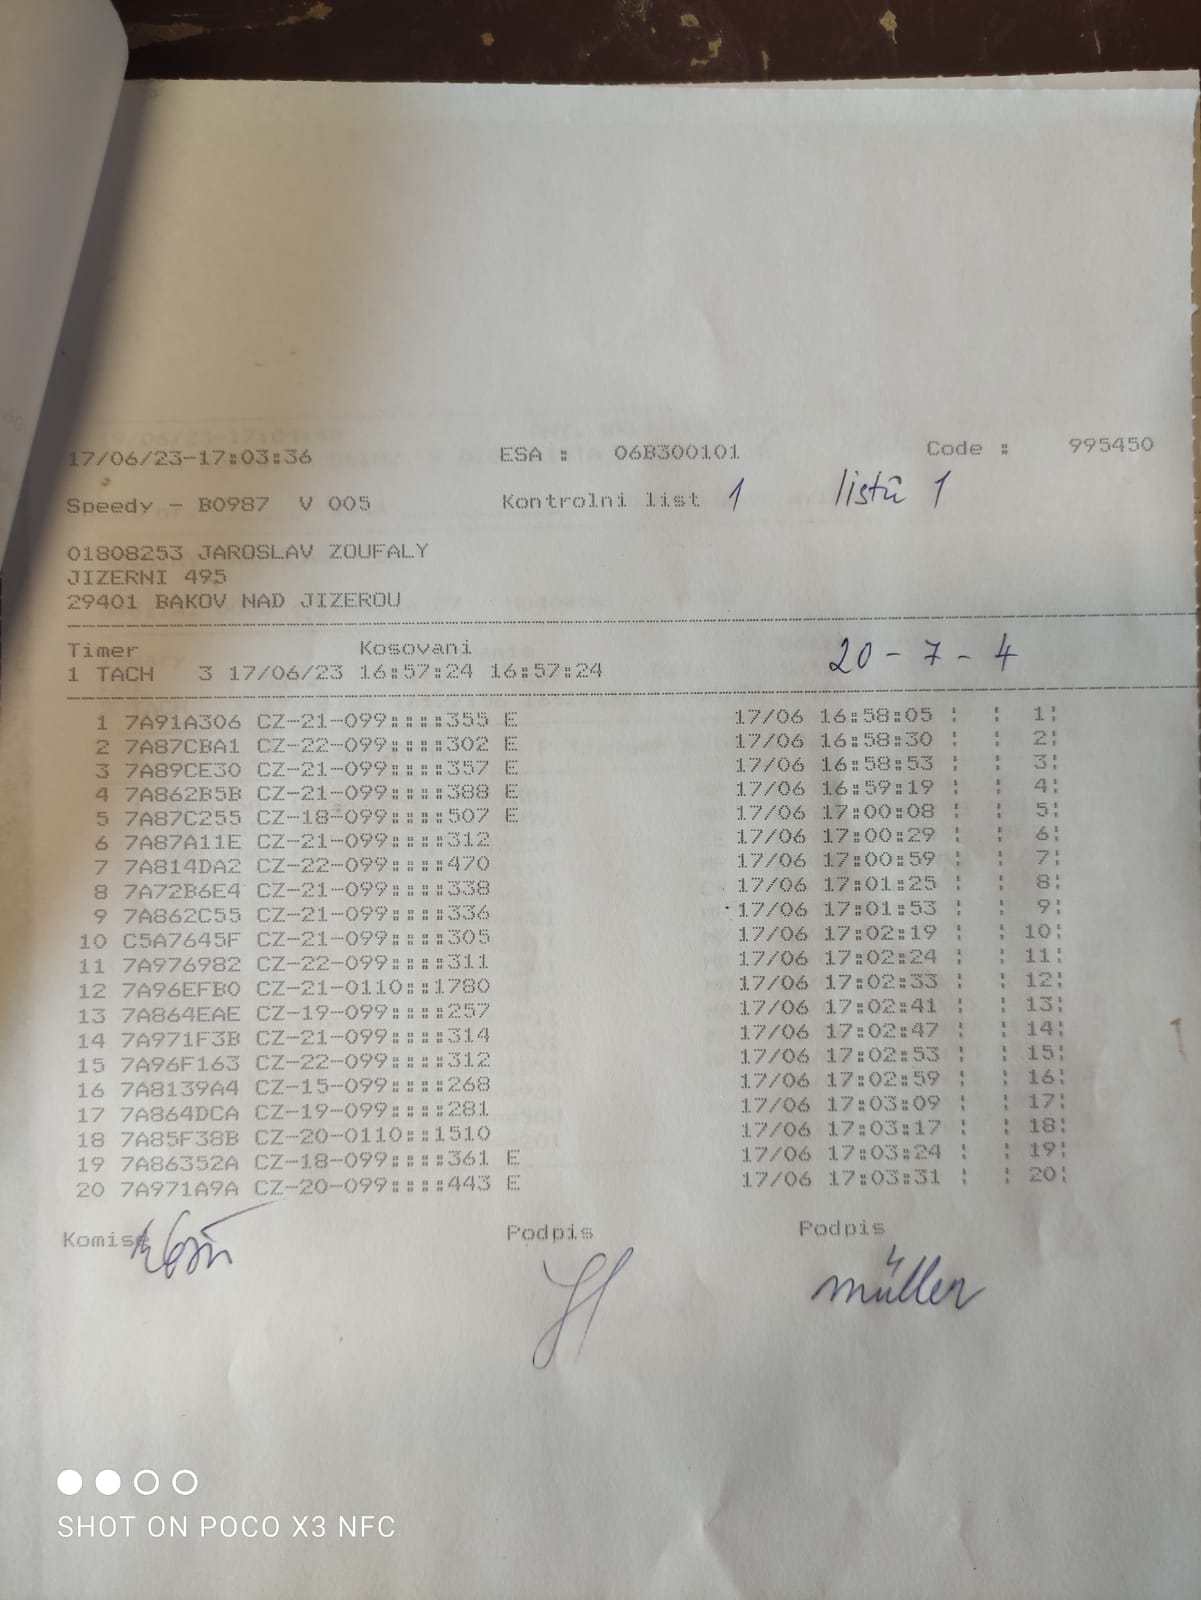 17/06/23-17:03:36 ESA : 06B300101 Code : 995450
Speedy - B0987 V 005 Kontrolni list 1 listů 1
01808253 JAROSLAV ZOUFALY
JIZERNI 495
29401 BAKOV NAD JIZEROU
Timer Kosovani
1 TACH 3 17/06/23 16:57:24 16:57:24 20-7-4
1 7A91A306 CZ-21-099::::355 E 17/06 16:58:05 ¦ ¦ 1¦
2 7A87CBA1 CZ-22-099::::302 E 17/06 16:58:30 ¦ ¦ 2¦
3 7A89CE30 CZ-21-099::::357 E 17/06 16:58:53 ¦ ¦ 3¦
4 7A862B5B CZ-21-099::::388 E 17/06 16:59:19 ¦ ¦ 4¦
5 7A87C255 CZ-18-099::::507 E 17/06 17:00:08 ¦ ¦ 5¦
6 7A87A11E CZ-21-099::::312 17/06 17:00:29 ¦ ¦ 6¦
7 7A814DA2 CZ-22-099::::470 17/06 17:00:59 ¦ ¦ 7¦
8 7A72B6E4 CZ-21-099::::338 17/06 17:01:25 ¦ ¦ 8¦
9 7A862C55 CZ-21-099::::336 17/06 17:01:53 ¦ ¦ 9¦
10 C5A7645F CZ-21-099::::305 17/06 17:02:19 ¦ ¦ 10¦
11 7A976982 CZ-22-099::::311 17/06 17:02:24 ¦ ¦ 11¦
12 7A96EFB0 CZ-21-0110::1780 17/06 17:02:33 ¦ ¦ 12¦
13 7A864EAE CZ-19-099::::257 17/06 17:02:41 ¦ ¦ 13¦
14 7A971F3B CZ-21-099::::314 17/06 17:02:47 ¦ ¦ 14¦
15 7A96F163 CZ-22-099::::312 17/06 17:02:53 ¦ ¦ 15¦
16 7A8139A4 CZ-15-099::::268 17/06 17:02:59 ¦ ¦ 16¦
17 7A864DCA CZ-19-099::::281 17/06 17:03:09 ¦ ¦ 17¦
18 7A85F38B CZ-20-0110::1510 17/06 17:03:17 ¦ ¦ 18¦
19 7A86352A CZ-18-099::::361 E 17/06 17:03:24 ¦ ¦ 19¦
20 7A971A9A CZ-20-099::::443 E 17/06 17:03:31 ¦ ¦ 20¦
Komise Podpis Podpis
müller
SHOT ON POCO X3 NFC